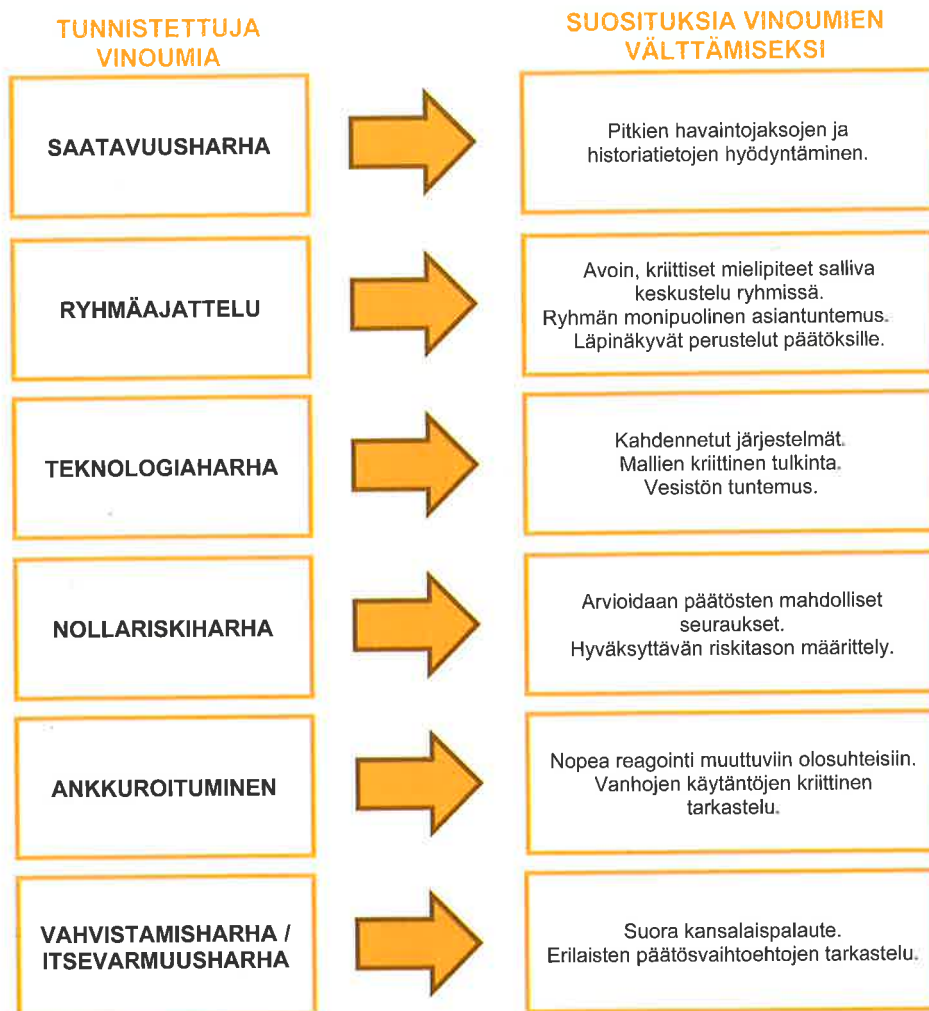 TUNNISTETTUJA
VINOUMIA
SUOSITUKSIA VINOUMIEN
VÄLTTÄMISEKSI
SAATAVUUSHARHA
Pitkien havaintojaksojen ja
historiatietojen hyödyntäminen.
RYHMÄAJATTELU
Avoin, kriittiset mielipiteet salliva
keskustelu ryhmissä.
Ryhmän monipuolinen asiantuntemus.
Läpinäkyvät perustelut päätöksille.
TEKNOLOGIAHARHA
Kahdennetut järjestelmät.
Mallien kriittinen tulkinta.
Vesistön tuntemus.
NOLLARISKIHARHA
Arvioidaan päätösten mahdolliset
seuraukset.
Hyväksyttävän riskitason määrittely.
ANKKUROITUMINEN
Nopea reagointi muuttuviin olosuhteisiin.
Vanhojen käytäntöjen kriittinen
tarkastelu.
VAHVISTAMISHARHA /
ITSEVARMUUSHARHA
Suora kansalaispalaute.
Erilaisten päätösvaihtoehtojen tarkastelu.